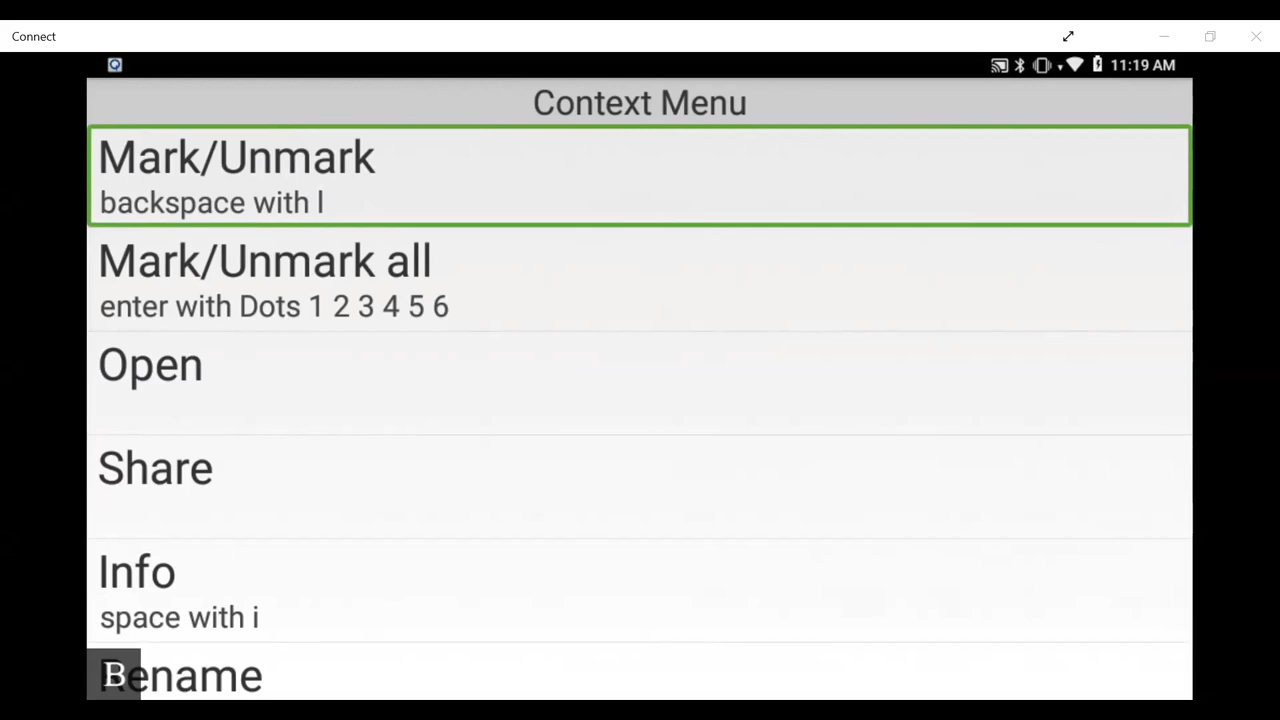 Connect
11:19 AM
Context Menu
Mark/Unmark
backspace with l
Mark/Unmark all
enter with Dots 1 2 3 4 5 6
Open
Share
Info
space with i
B
Rename